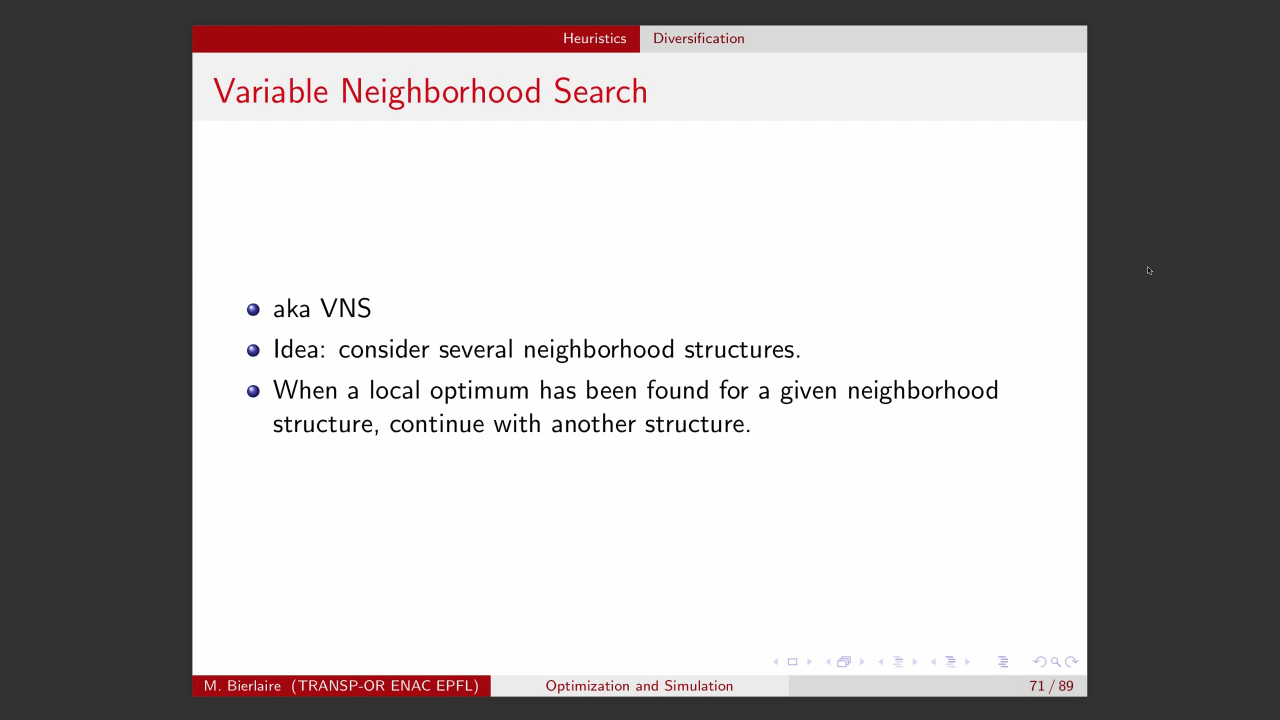 Heuristics Diversification
Variable Neighborhood Search
aka VNS
Idea: consider several neighborhood structures.
When a local optimum has been found for a given neighborhood
structure, continue with another structure.
M. Bierlaire (TRANSP-OR ENAC EPFL) Optimization and Simulation 71 / 89